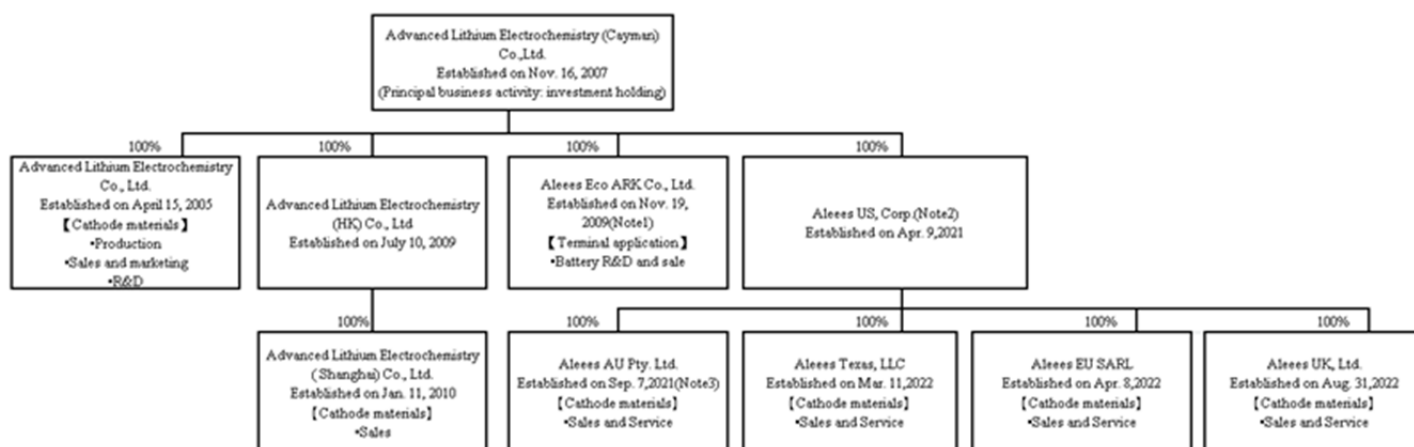 Advanced Lithium Electrochemistry (Cayman)
Co.,Ltd.
Established on Nov. 16, 2007
(Principal business activity: investment holding)
100%
100%
100%
100%
Advanced Lithium Electrochemistry
Co., Ltd.
Established on April 15, 2005
【Cathode materials】
•Production
•Sales and marketing
•R&D
Advanced Lithium Electrochemistry
(HK) Co., Ltd
Established on July 10, 2009
Aleees Eco ARK Co., Ltd.
Established on Nov. 19,
2009(Note1)
【Terminal application】
•Battery R&D and sale
Aleees US, Corp.(Note2)
Established on Apr. 9,2021
100%
100%
100%
100%
100%
Advanced Lithium Electrochemistry
( Shanghai) Co., Ltd.
Established on Jan. 11, 2010
【Cathode materials】
•Sales
Aleees AU Pty. Ltd.
Established on Sep. 7,2021(Note3)
【Cathode materials】
•Sales and Service
Aleees Texas, LLC
Established on Mar. 11,2022
【Cathode materials】
•Sales and Service
Aleees EU SARL
Established on Apr. 8,2022
【Cathode materials】
•Sales and Service
Aleees UK, Ltd.
Established on Aug. 31,2022
【Cathode materials】
•Sales and Service